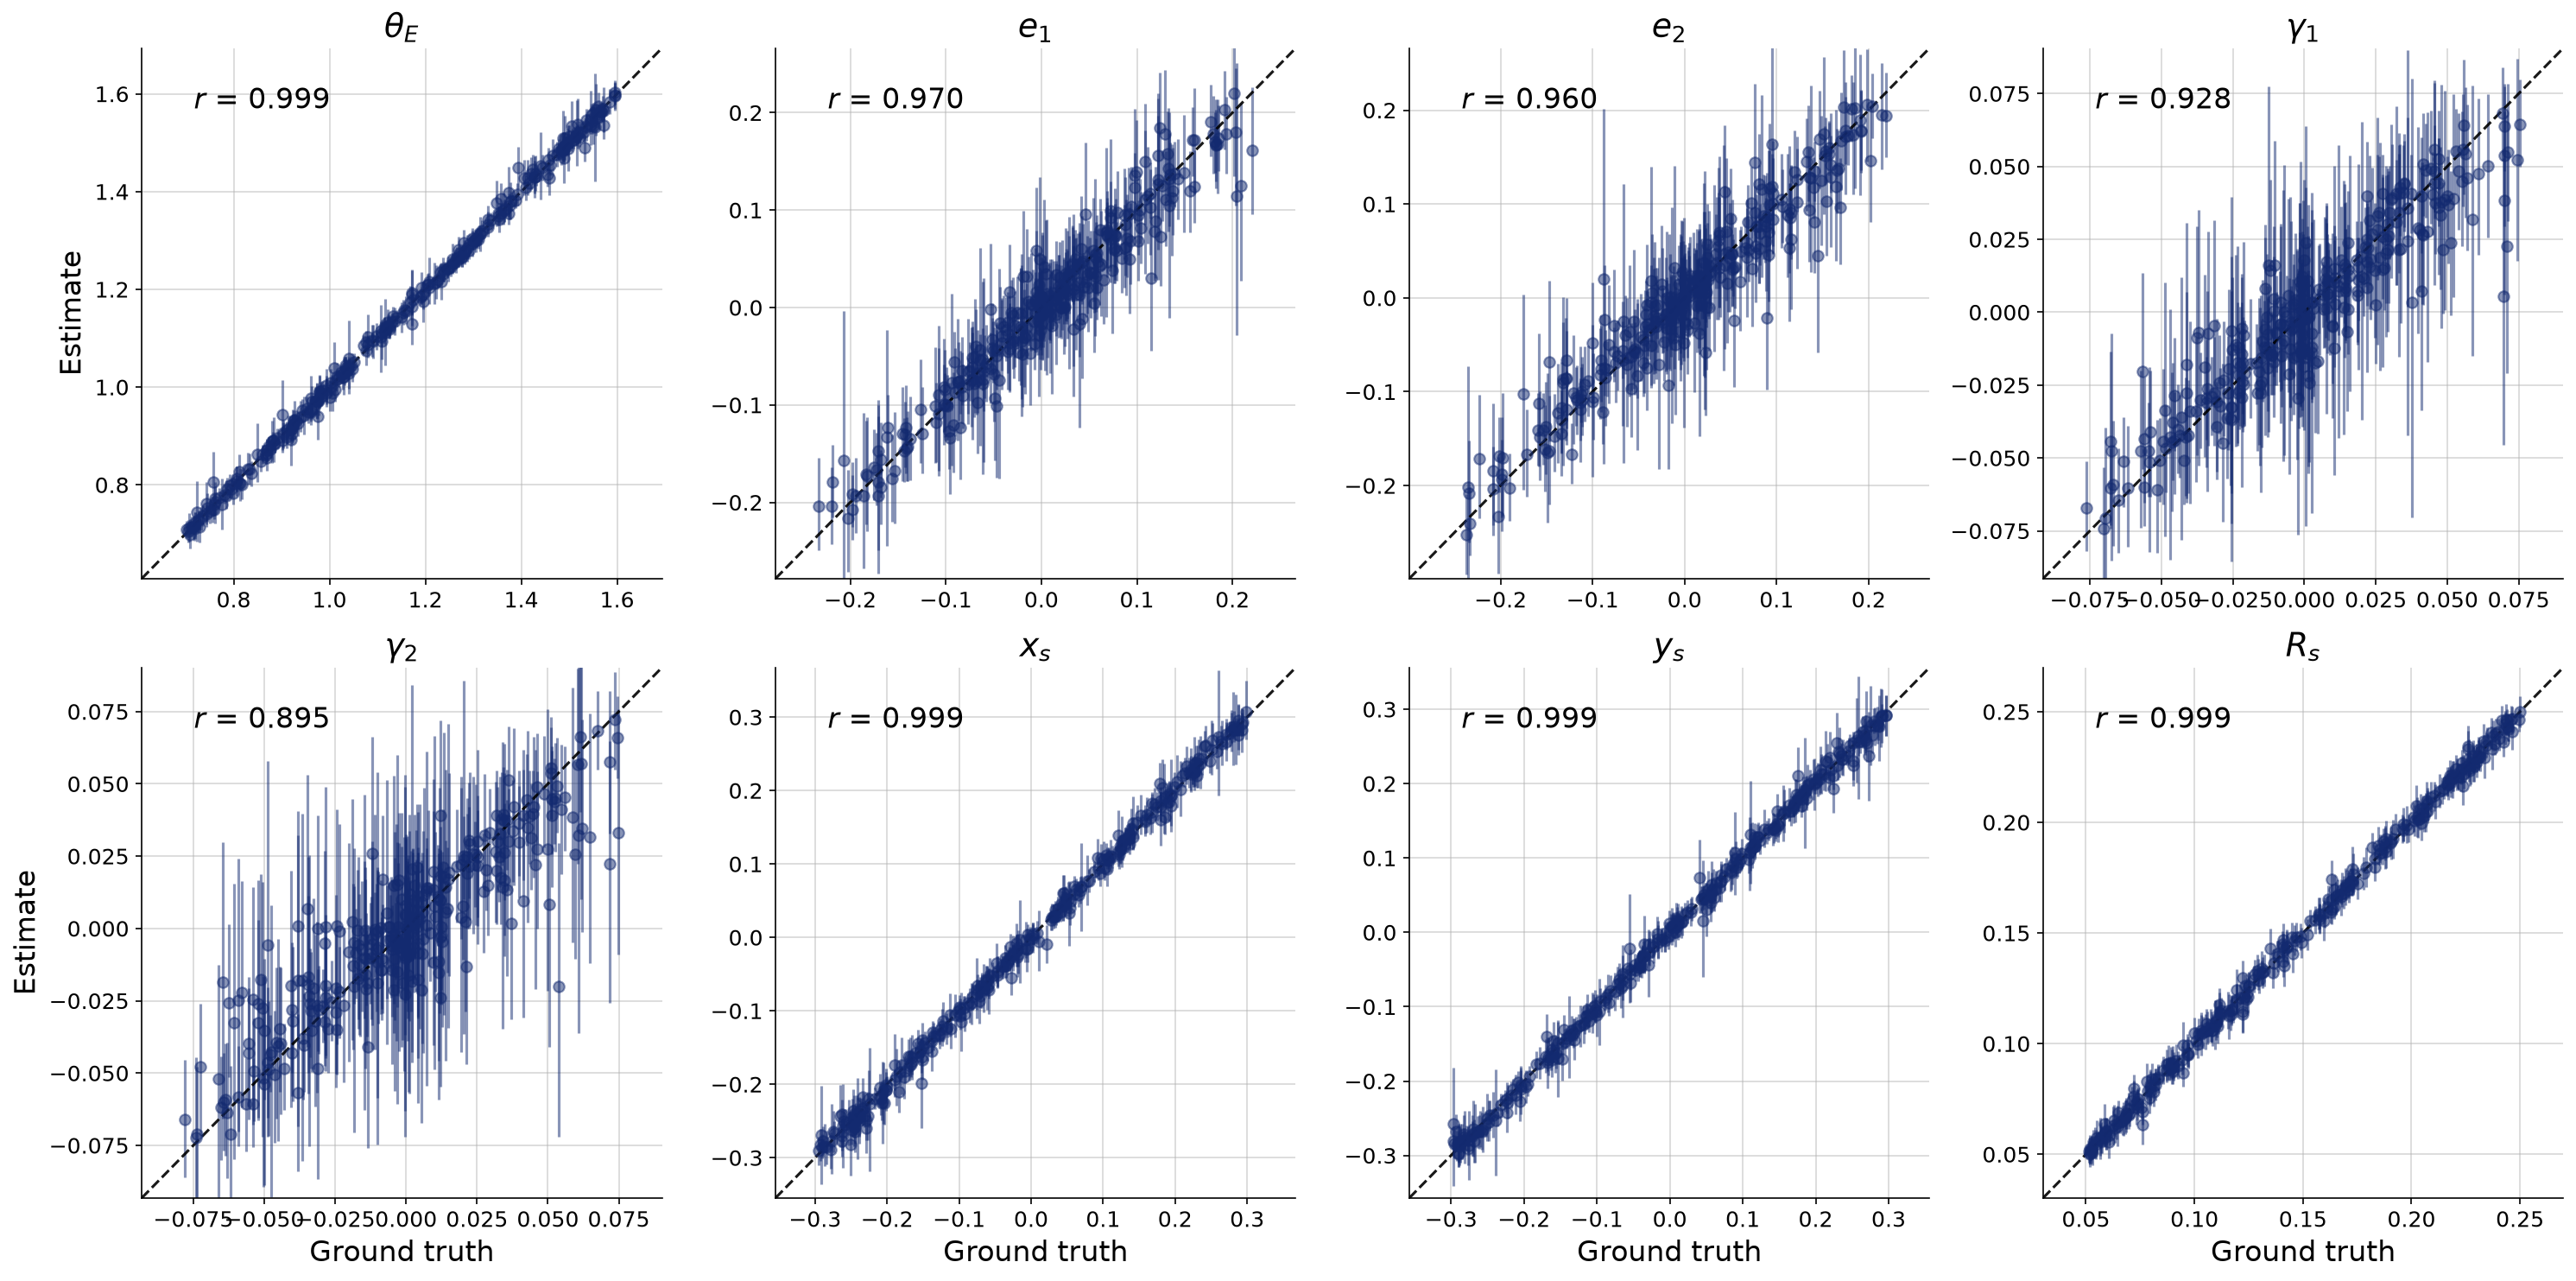 θ_E
r = 0.999
1.6
1.4
1.2
1.0
0.8
Estimate
0.8 1.0 1.2 1.4 1.6
e₁
r = 0.970
0.2
0.1
0.0
−0.1
−0.2
−0.2 −0.1 0.0 0.1 0.2
e₂
r = 0.960
0.2
0.1
0.0
−0.1
−0.2
−0.2 −0.1 0.0 0.1 0.2
γ₁
r = 0.928
0.075
0.050
0.025
0.000
−0.025
−0.050
−0.075
−0.075 −0.050 −0.025 0.000 0.025 0.050 0.075
γ₂
r = 0.895
0.075
0.050
0.025
0.000
−0.025
−0.050
−0.075
Estimate
−0.075 −0.050 −0.025 0.000 0.025 0.050 0.075
Ground truth
x_s
r = 0.999
0.3
0.2
0.1
0.0
−0.1
−0.2
−0.3
−0.3 −0.2 −0.1 0.0 0.1 0.2 0.3
Ground truth
y_s
r = 0.999
0.3
0.2
0.1
0.0
−0.1
−0.2
−0.3
−0.3 −0.2 −0.1 0.0 0.1 0.2 0.3
Ground truth
R_s
r = 0.999
0.25
0.20
0.15
0.10
0.05
0.05 0.10 0.15 0.20 0.25
Ground truth